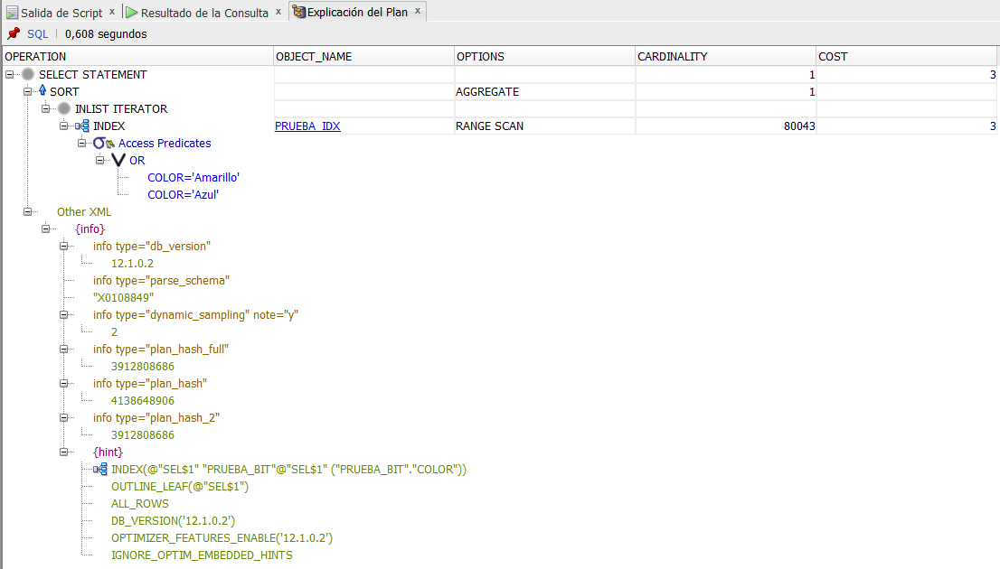 Salida de Script x Resultado de la Consulta x Explicación del Plan x
SQL | 0,608 segundos
OPERATION OBJECT_NAME OPTIONS CARDINALITY COST
SELECT STATEMENT 1 3
SORT AGGREGATE 1
INLIST ITERATOR
INDEX PRUEBA_IDX RANGE SCAN 80043 3
Access Predicates
OR
COLOR='Amarillo'
COLOR='Azul'
Other XML
{info}
info type="db_version"
12.1.0.2
info type="parse_schema"
"X0108849"
info type="dynamic_sampling" note="y"
2
info type="plan_hash_full"
3912808686
info type="plan_hash"
4138648906
info type="plan_hash_2"
3912808686
{hint}
INDEX(@"SEL$1" "PRUEBA_BIT"@"SEL$1" ("PRUEBA_BIT"."COLOR"))
OUTLINE_LEAF(@"SEL$1")
ALL_ROWS
DB_VERSION('12.1.0.2')
OPTIMIZER_FEATURES_ENABLE('12.1.0.2')
IGNORE_OPTIM_EMBEDDED_HINTS